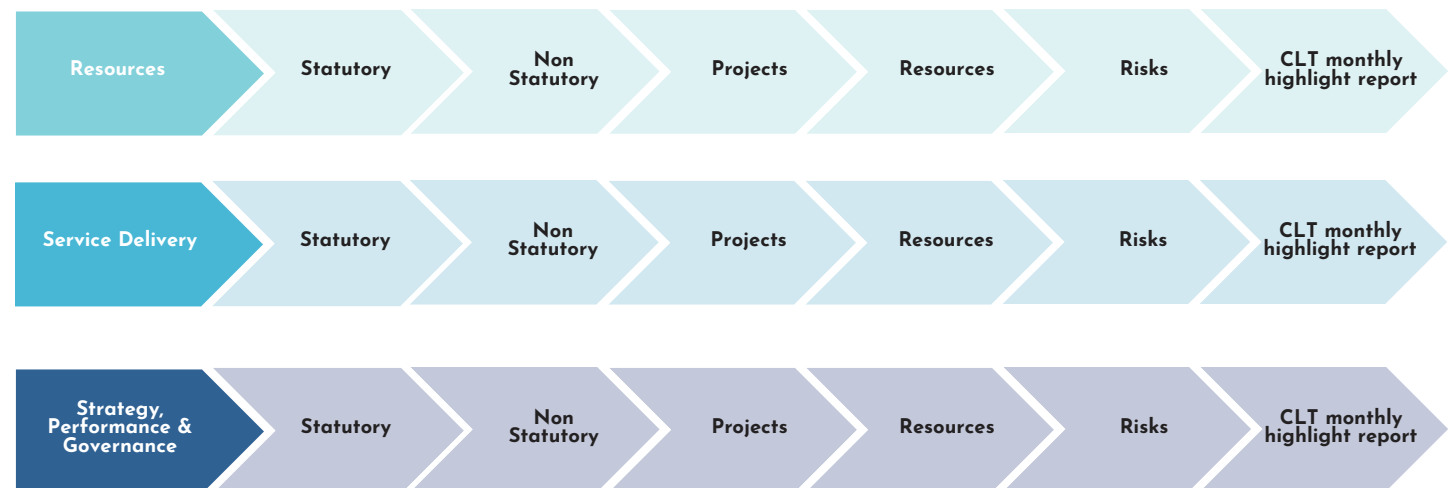 Resources
Statutory
Non
Statutory
Projects
Resources
Risks
CLT monthly
highlight report
Service Delivery
Statutory
Non
Statutory
Projects
Resources
Risks
CLT monthly
highlight report
Strategy,
Performance &
Governance
Statutory
Non
Statutory
Projects
Resources
Risks
CLT monthly
highlight report